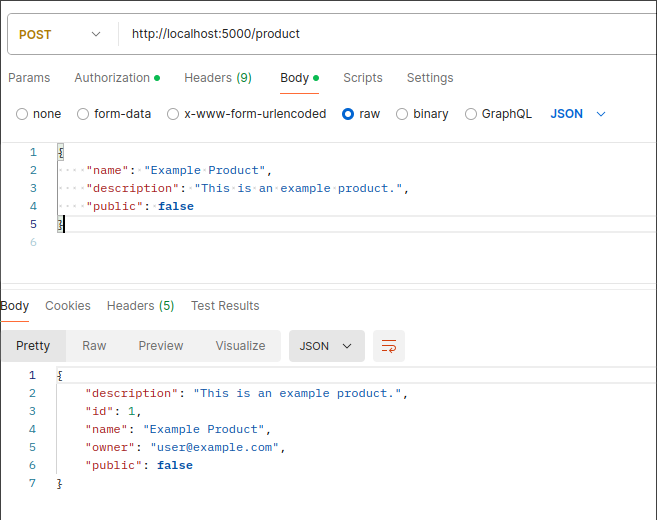 POST http://localhost:5000/product
Params Authorization Headers (9) Body Scripts Settings
none form-data x-www-form-urlencoded raw binary GraphQL JSON
1 {
2 "name": "Example Product",
3 "description": "This is an example product.",
4 "public": false
5 }
6
Body Cookies Headers (5) Test Results
Pretty Raw Preview Visualize JSON
1 {
2 "description": "This is an example product.",
3 "id": 1,
4 "name": "Example Product",
5 "owner": "user@example.com",
6 "public": false
7 }